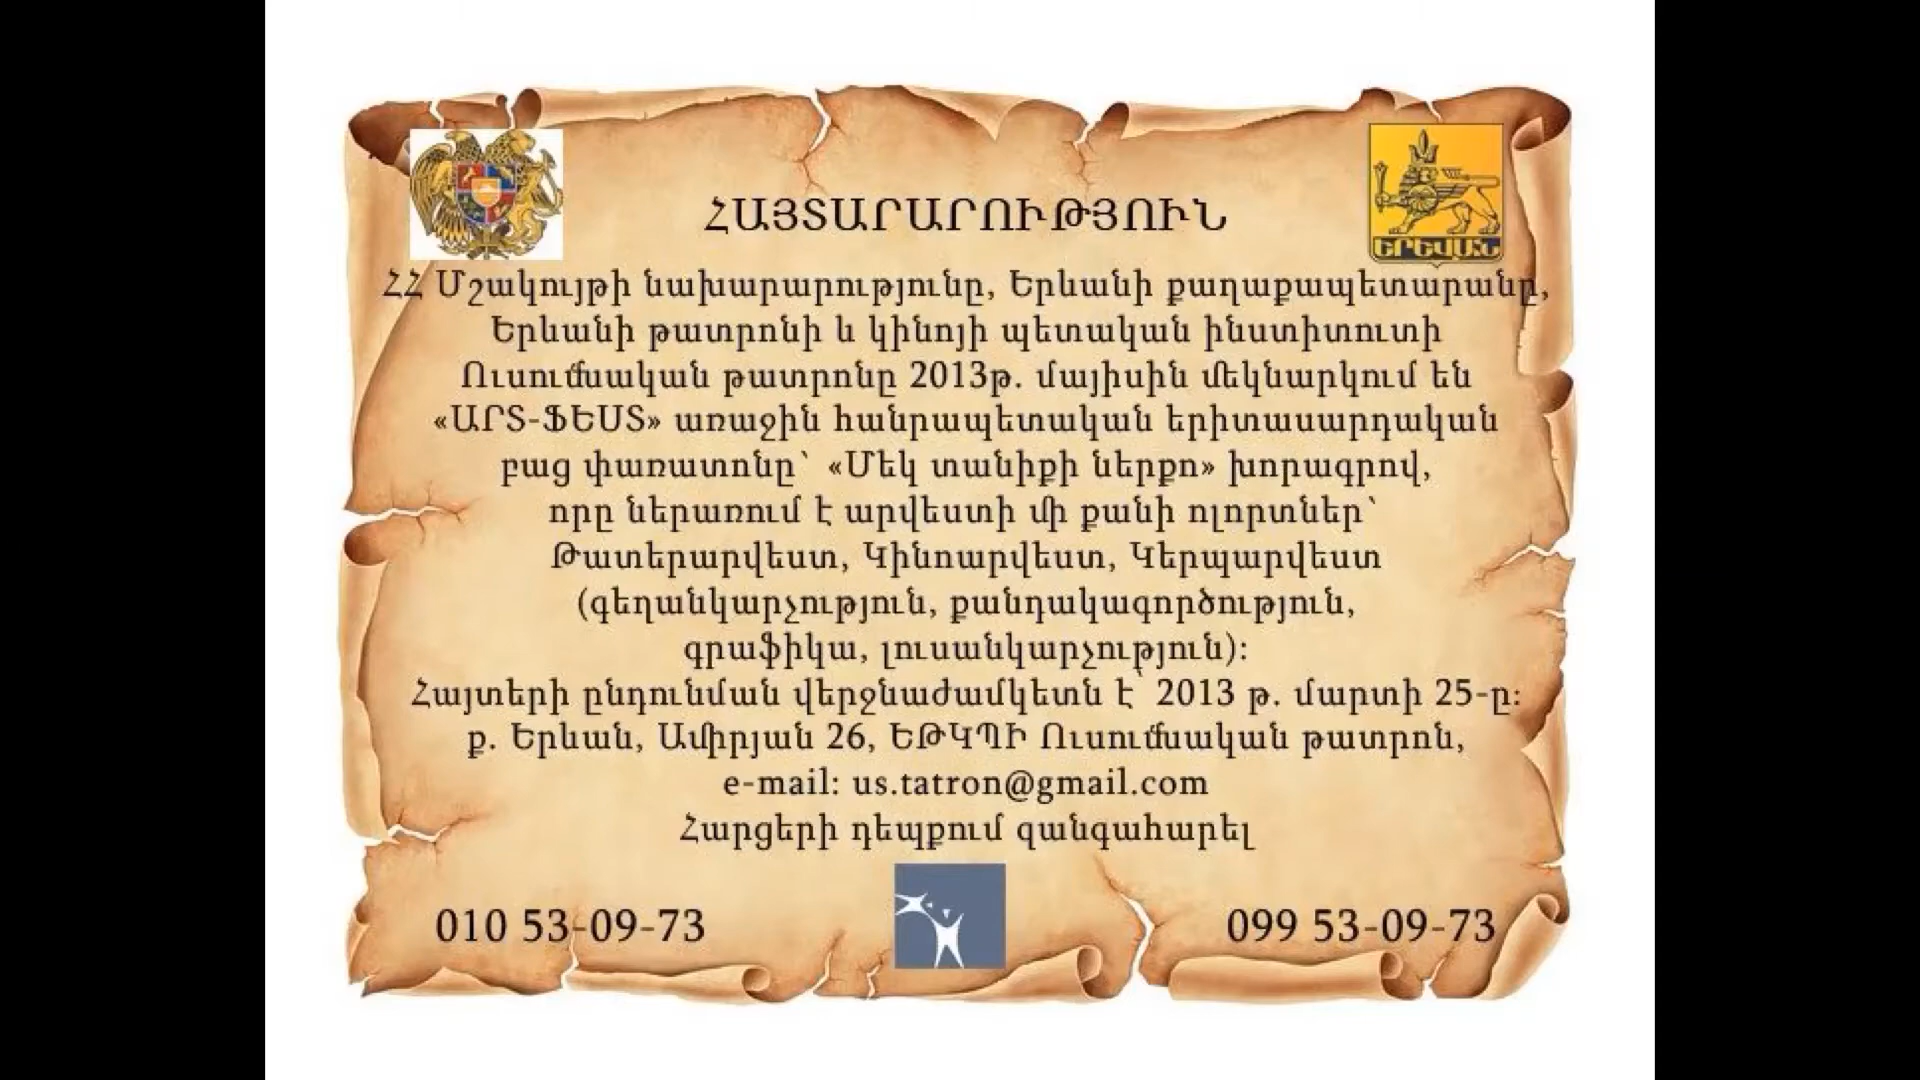 ԵՐԵՎԱՆ
ՀԱՅՏԱՐԱՐՈՒԹՅՈՒՆ
ՀՀ Մշակույթի նախարարությունը, Երևանի քաղաքապետարանը,
Երևանի թատրոնի և կինոյի պետական ինստիտուտի
Ուսումնական թատրոնը 2013թ. մայիսին մեկնարկում են
«ԱՐՏ-ՖԵՍՏ» առաջին հանրապետական երիտասարդական
բաց փառատոնը՝ «Մեկ տանիքի ներքո» խորագրով,
որը ներառում է արվեստի մի քանի ոլորտներ՝
Թատերարվեստ, Կինոարվեստ, Կերպարվեստ
(գեղանկարչություն, քանդակագործություն,
գրաֆիկա, լուսանկարչություն):
Հայտերի ընդունման վերջնաժամկետն է՝ 2013 թ. մարտի 25-ը:
ք. Երևան, Ամիրյան 26, ԵԹԿՊԻ Ուսումնական թատրոն,
e-mail: us.tatron@gmail.com
Հարցերի դեպքում զանգահարել
010 53-09-73
099 53-09-73